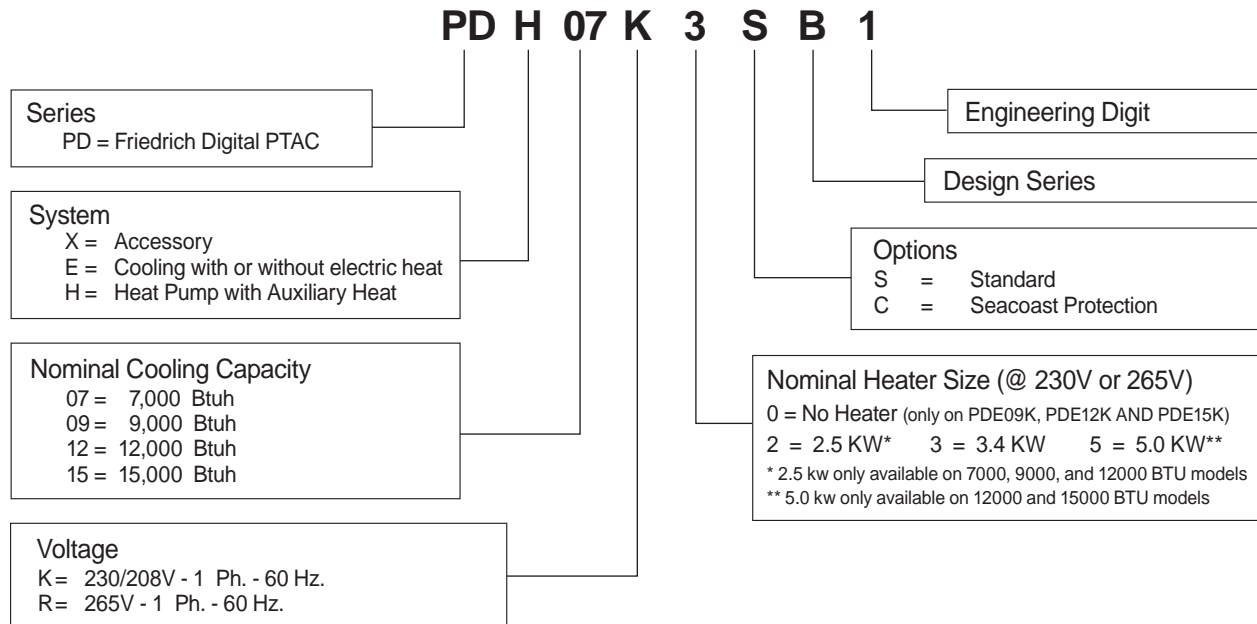 PD H 07 K 3 S B 1
Series
PD = Friedrich Digital PTAC
System
X = Accessory
E = Cooling with or without electric heat
H = Heat Pump with Auxiliary Heat
Nominal Cooling Capacity
07 = 7,000 Btuh
09 = 9,000 Btuh
12 = 12,000 Btuh
15 = 15,000 Btuh
Voltage
K = 230/208V - 1 Ph. - 60 Hz.
R = 265V - 1 Ph. - 60 Hz.
Engineering Digit
Design Series
Options
S = Standard
C = Seacoast Protection
Nominal Heater Size (@ 230V or 265V)
0 = No Heater (only on PDE09K, PDE12K AND PDE15K)
2 = 2.5 KW* 3 = 3.4 KW 5 = 5.0 KW**
* 2.5 kw only available on 7000, 9000, and 12000 BTU models
** 5.0 kw only available on 12000 and 15000 BTU models